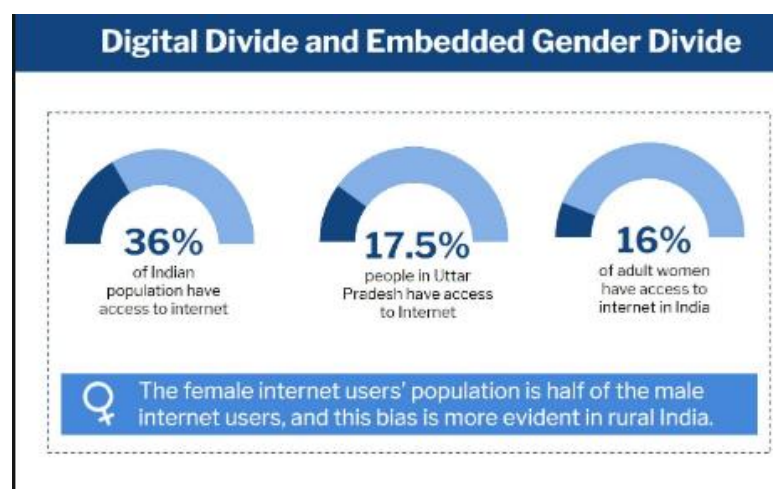 Digital Divide and Embedded Gender Divide
36%
of Indian
population have
access to internet
17.5%
people in Uttar
Pradesh have access
to Internet
16%
of adult women
have access to
internet in India
The female internet users' population is half of the male
internet users, and this bias is more evident in rural India.